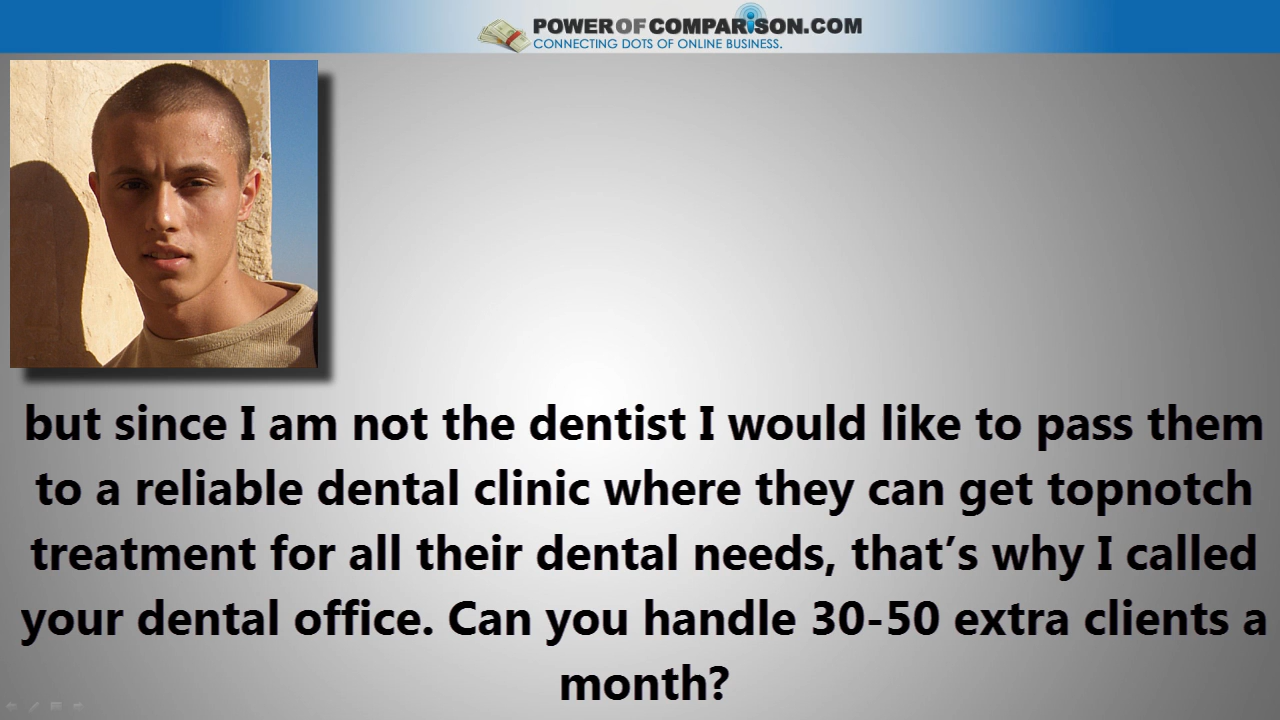 POWEROFCOMPARISON.COM
CONNECTING DOTS OF ONLINE BUSINESS.
but since I am not the dentist I would like to pass them
to a reliable dental clinic where they can get topnotch
treatment for all their dental needs, that’s why I called
your dental office. Can you handle 30-50 extra clients a
month?